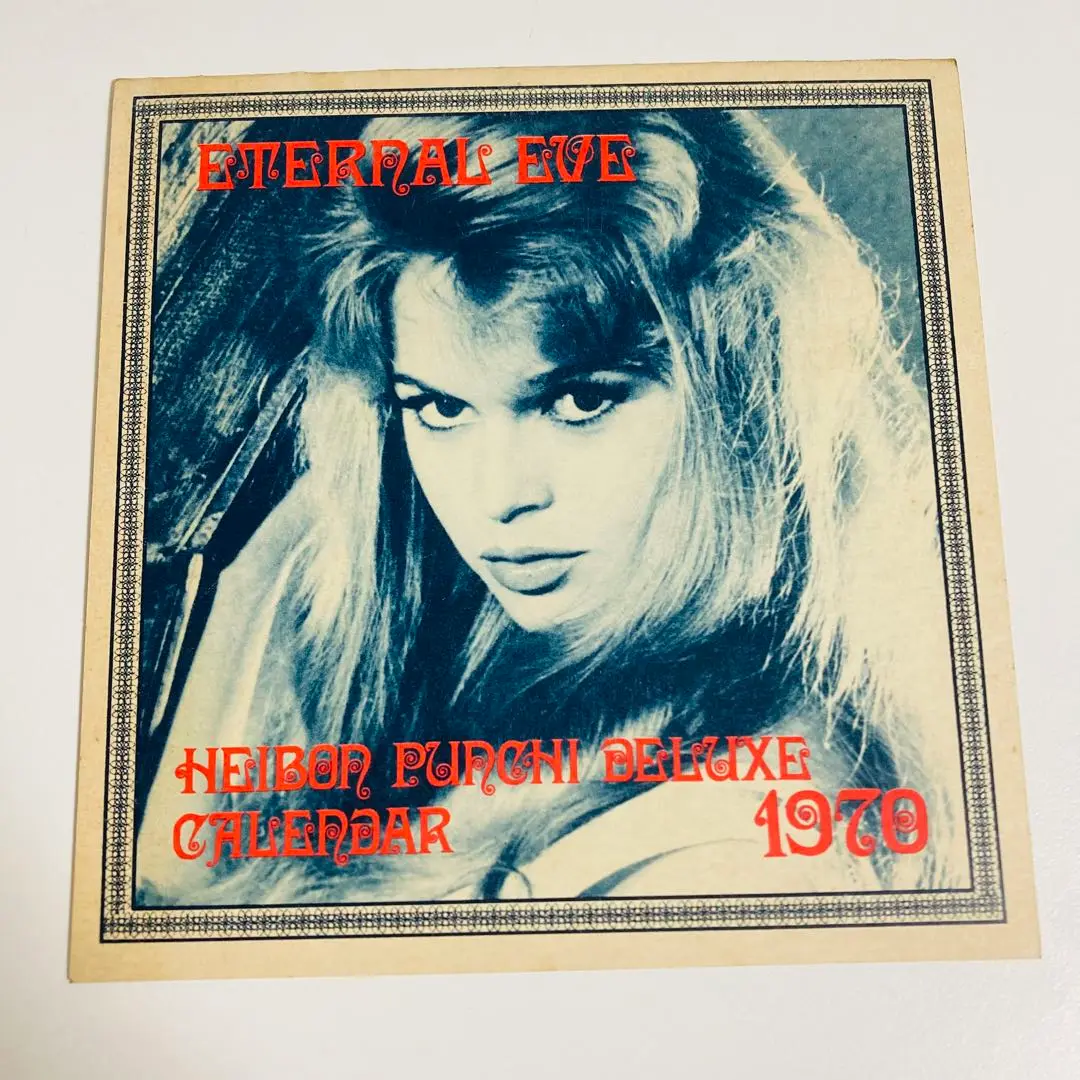 ETERNAL EVE
HEIBON PUNCHI DELUXE
CALENDAR 1970